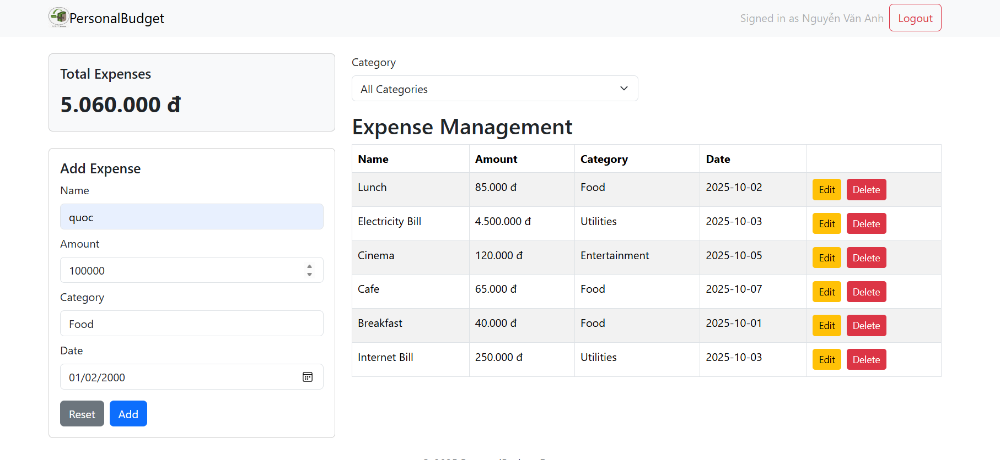 PersonalBudget
Signed in as Nguyễn Văn Anh Logout
Total Expenses
5.060.000 đ
Add Expense
Name
quoc
Amount
100000
Category
Food
Date
01/02/2000
Reset Add
Category
All Categories
Expense Management
Name Amount Category Date
Lunch 85.000 đ Food 2025-10-02 Edit Delete
Electricity Bill 4.500.000 đ Utilities 2025-10-03 Edit Delete
Cinema 120.000 đ Entertainment 2025-10-05 Edit Delete
Cafe 65.000 đ Food 2025-10-07 Edit Delete
Breakfast 40.000 đ Food 2025-10-01 Edit Delete
Internet Bill 250.000 đ Utilities 2025-10-03 Edit Delete